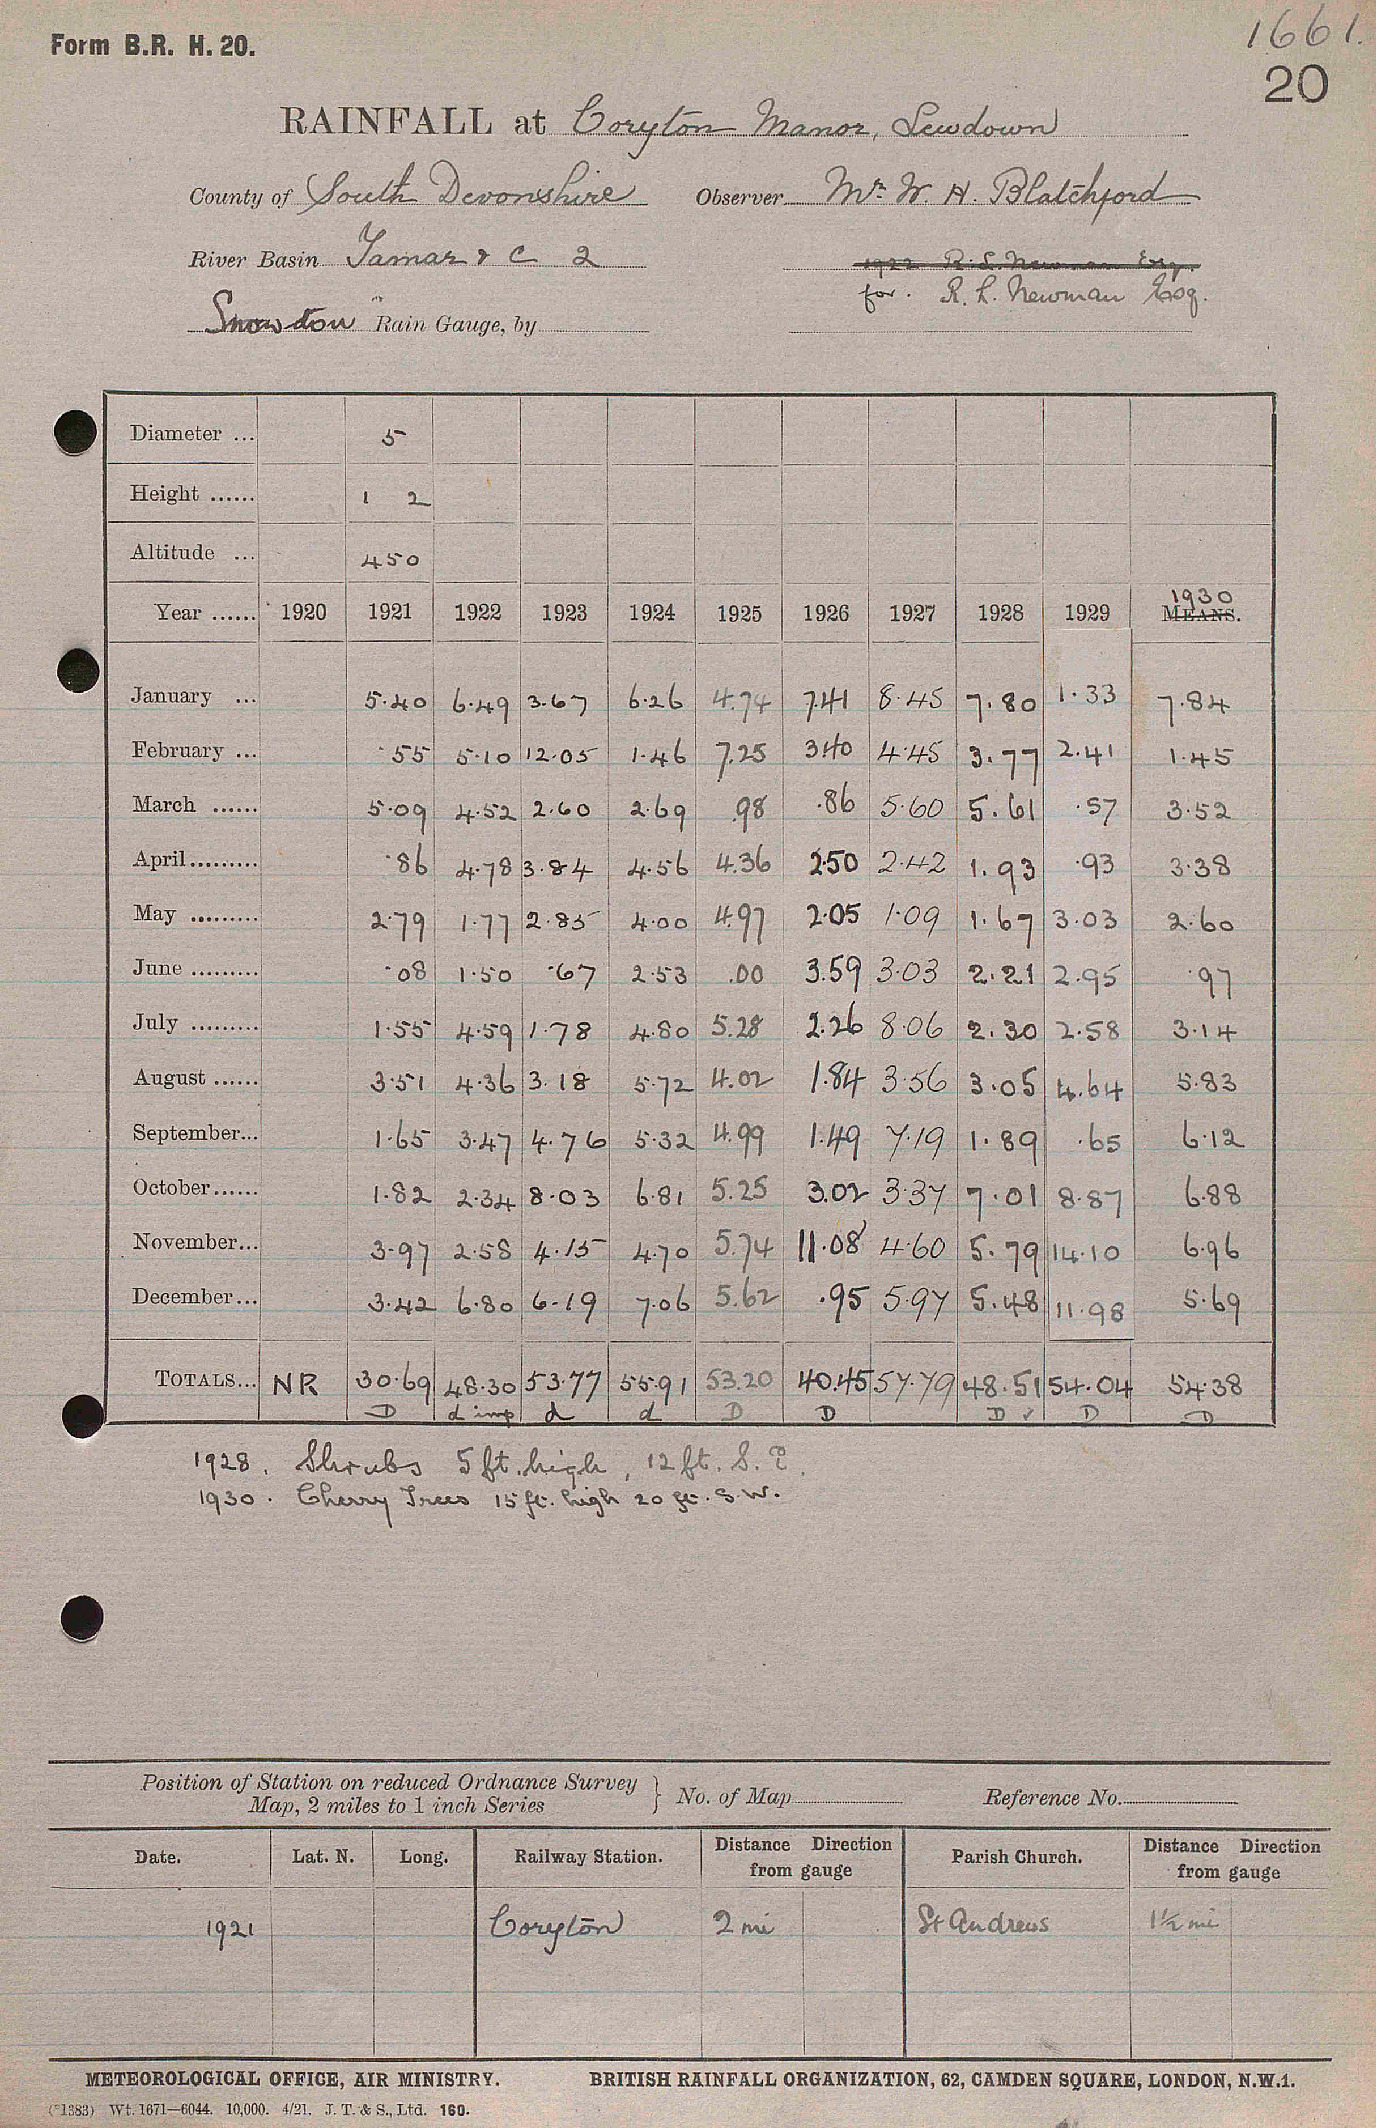 Form B.R. H. 20.
1661.
20
RAINFALL at Coryton Manor, Lewdown
County of South Devonshire Observer Mr. W. H. Blatchford
River Basin Tamar & C 2 1922 R. L. Newman Esq.
for. R. L. Newman Esq.
Snowdon Rain Gauge, by
Diameter ... 5
Height ...... 1 2
Altitude ... 450
1930
Year ...... 1920 1921 1922 1923 1924 1925 1926 1927 1928 1929 MEANS.
January ... 5.40 6.49 3.67 6.26 4.74 7.41 8.45 7.80 1.33 7.84
February ... .55 5.10 12.05 1.46 7.25 3.40 4.45 3.77 2.41 1.45
March ...... 5.09 4.52 2.60 2.69 .98 .86 5.60 5.61 .57 3.52
April......... .86 4.78 3.84 4.56 4.36 2.50 2.42 1.93 .93 3.38
May ......... 2.79 1.77 2.85 4.00 4.97 2.05 1.09 1.67 3.03 2.60
June ......... .08 1.50 .67 2.53 .00 3.59 3.03 2.21 2.95 .97
July ......... 1.55 4.59 1.78 4.80 5.28 2.26 8.06 2.30 2.58 3.14
August ...... 3.51 4.36 3.18 5.72 4.02 1.84 3.56 3.05 4.64 5.83
September... 1.65 3.47 4.76 5.32 4.99 1.49 7.19 1.89 .65 6.12
October...... 1.82 2.34 8.03 6.81 5.25 3.02 3.37 7.01 8.87 6.88
November... 3.97 2.58 4.15 4.70 5.74 11.08 4.60 5.79 14.10 6.96
December... 3.42 6.80 6.19 7.06 5.62 .95 5.97 5.48 11.98 5.69
TOTALS... NR 30.69 48.30 53.77 55.91 53.20 40.45 57.79 48.51 54.04 54.38
D d imp d d D D D ✓ D D
1928. Shrubs 5 ft. high, 12 ft. S.E.
1930. Cherry Trees 15 ft. high 20 ft. S.W.
Position of Station on reduced Ordnance Survey
Map, 2 miles to 1 inch Series } No. of Map Reference No.
Date. Lat. N. Long. Railway Station. Distance Direction from gauge Parish Church. Distance Direction from gauge
1921 Coryton 2 mi St Andrews 1½ mi
METEOROLOGICAL OFFICE, AIR MINISTRY. BRITISH RAINFALL ORGANIZATION, 62, CAMDEN SQUARE, LONDON, N.W.1.
(*1383) Wt. 1671—6044. 10,000. 4/21. J. T. & S., Ltd. 160.